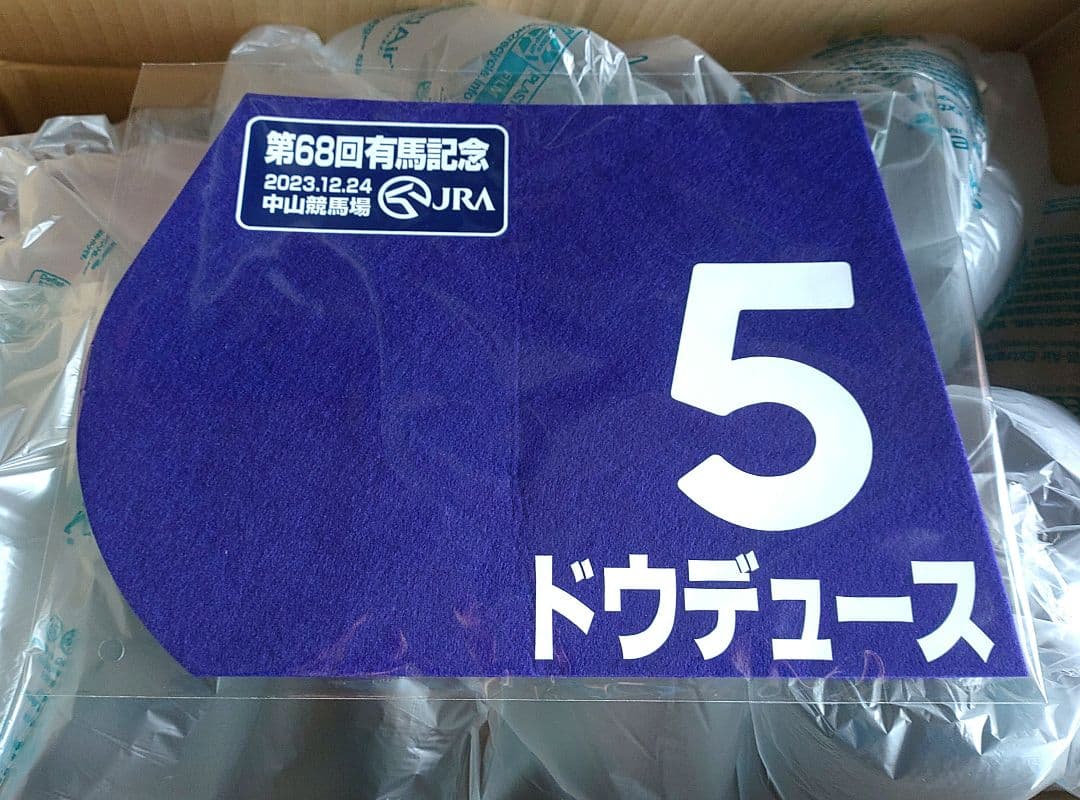 第68回有馬記念
2023.12.24
中山競馬場 JRA
5
ドウデュース